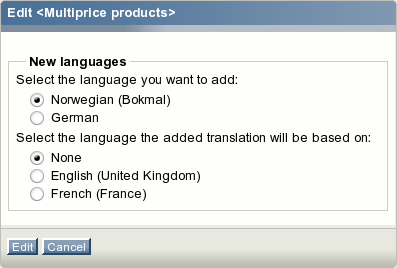 Edit <Multiprice products>
New languages
Select the language you want to add:
Norwegian (Bokmal)
German
Select the language the added translation will be based on:
None
English (United Kingdom)
French (France)
Edit Cancel